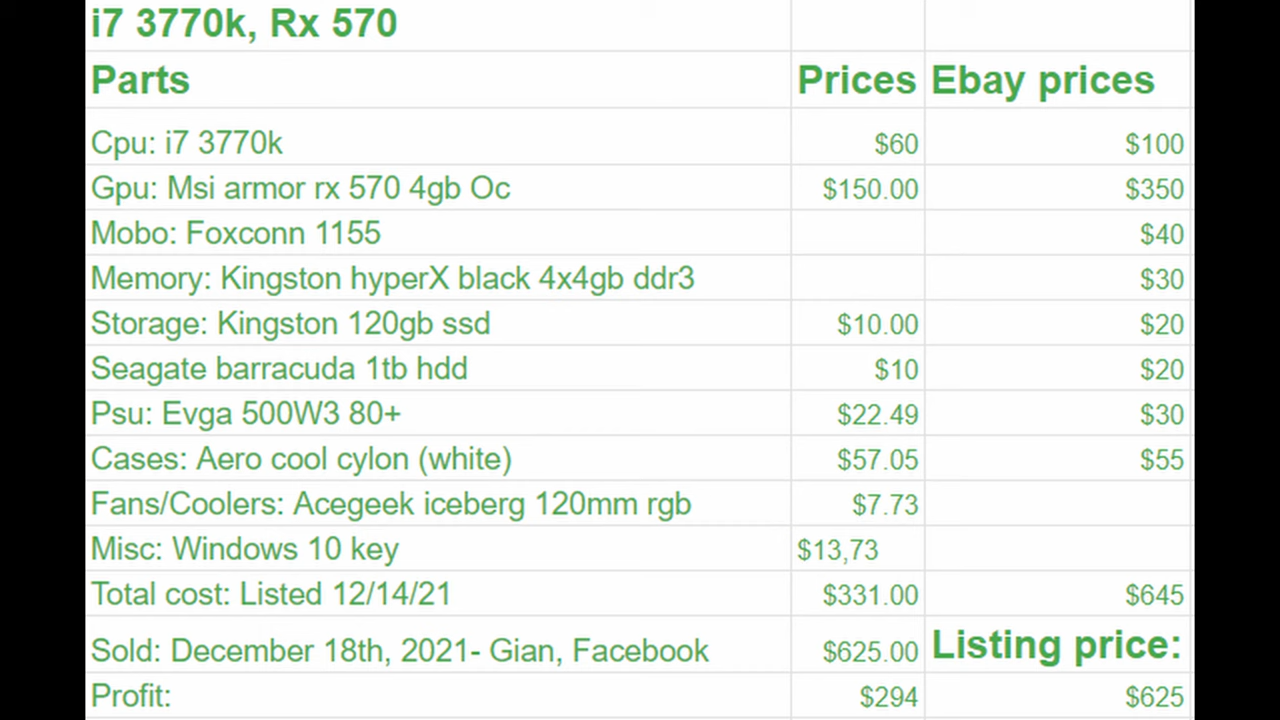 i7 3770k, Rx 570
Parts Prices Ebay prices
Cpu: i7 3770k $60 $100
Gpu: Msi armor rx 570 4gb Oc $150.00 $350
Mobo: Foxconn 1155 $40
Memory: Kingston hyperX black 4x4gb ddr3 $30
Storage: Kingston 120gb ssd $10.00 $20
Seagate barracuda 1tb hdd $10 $20
Psu: Evga 500W3 80+ $22.49 $30
Cases: Aero cool cylon (white) $57.05 $55
Fans/Coolers: Acegeek iceberg 120mm rgb $7.73
Misc: Windows 10 key $13,73
Total cost: Listed 12/14/21 $331.00 $645
Sold: December 18th, 2021- Gian, Facebook $625.00 Listing price:
Profit: $294 $625